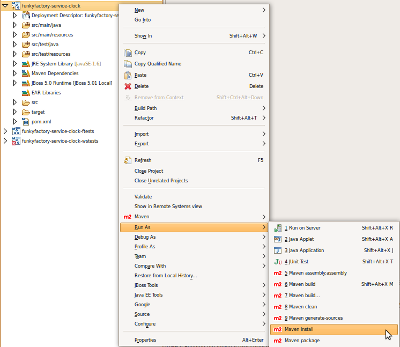 funkyfactory-service-clock
Deployment Descriptor: funkyfactory-se
src/main/java
src/main/resources
src/test/java
src/test/resources
JRE System Library [JavaSE-1.6]
Maven Dependencies
JBoss 5.0 Runtime [JBoss 5.01 Local]
EAR Libraries
src
target
pom.xml
funkyfactory-service-clock-ftests
funkyfactory-service-clock-wstests
New
Go Into
Show In Shift+Alt+W
Copy Ctrl+C
Copy Qualified Name
Paste Ctrl+V
Delete Delete
Remove from Context Shift+Ctrl+Alt+Down
Build Path
Refactor Shift+Alt+T
Import
Export
Refresh F5
Close Project
Close Unrelated Projects
Validate
Show in Remote Systems view
Maven
Run As
Debug As
Profile As
Team
Compare With
Restore from Local History...
JBoss Tools
Java EE Tools
Google
Source
Configure
Properties Alt+Enter
1 Run on Server Shift+Alt+X R
2 Java Applet Shift+Alt+X A
3 Java Application Shift+Alt+X J
4 JUnit Test Shift+Alt+X T
5 Maven assembly:assembly
6 Maven build Shift+Alt+X M
7 Maven build...
8 Maven clean
9 Maven generate-sources
Maven install
Maven package